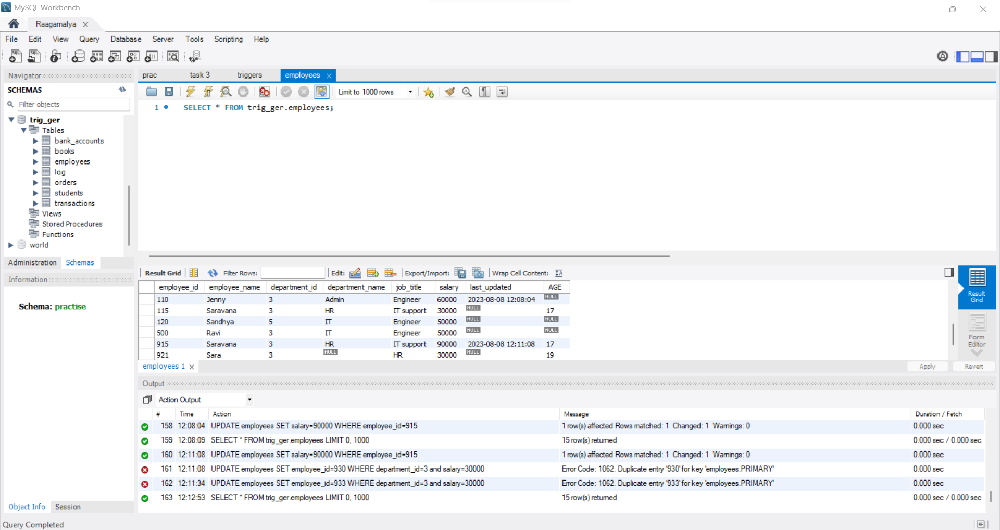 MySQL Workbench
Raagamalya
File Edit View Query Database Server Tools Scripting Help
Navigator
SCHEMAS
Filter objects
trig_ger
Tables
bank_accounts
books
employees
log
orders
students
transactions
Views
Stored Procedures
Functions
world
Administration Schemas
Information
Schema: practise
Object Info Session
prac task 3 triggers employees
Limit to 1000 rows
1 SELECT * FROM trig_ger.employees;
Result Grid Filter Rows: Edit: Export/Import: Wrap Cell Content:
employee_id employee_name department_id department_name job_title salary last_updated AGE
110 Jenny 3 Admin Engineer 60000 2023-08-08 12:08:04 NULL
115 Saravana 3 HR IT support 30000 NULL 17
120 Sandhya 5 IT Engineer 50000 NULL NULL
500 Ravi 3 IT Engineer 50000 NULL NULL
915 Saravana 3 HR IT support 90000 2023-08-08 12:11:08 17
921 Sara 3 NULL HR 30000 NULL 19
Result
Grid
Form
Editor
employees 1
Apply Revert
Output
Action Output
# Time Action Message Duration / Fetch
158 12:08:04 UPDATE employees SET salary=90000 WHERE employee_id=915 1 row(s) affected Rows matched: 1 Changed: 1 Warnings: 0 0.000 sec
159 12:08:09 SELECT * FROM trig_ger.employees LIMIT 0, 1000 15 row(s) returned 0.000 sec / 0.000 sec
160 12:11:08 UPDATE employees SET salary=90000 WHERE employee_id=915 1 row(s) affected Rows matched: 1 Changed: 1 Warnings: 0 0.000 sec
161 12:11:08 UPDATE employees SET employee_id=930 WHERE department_id=3 and salary=30000 Error Code: 1062. Duplicate entry '930' for key 'employees.PRIMARY' 0.000 sec
162 12:11:34 UPDATE employees SET employee_id=933 WHERE department_id=3 and salary=30000 Error Code: 1062. Duplicate entry '933' for key 'employees.PRIMARY' 0.000 sec
163 12:12:53 SELECT * FROM trig_ger.employees LIMIT 0, 1000 15 row(s) returned 0.000 sec / 0.000 sec
Query Completed